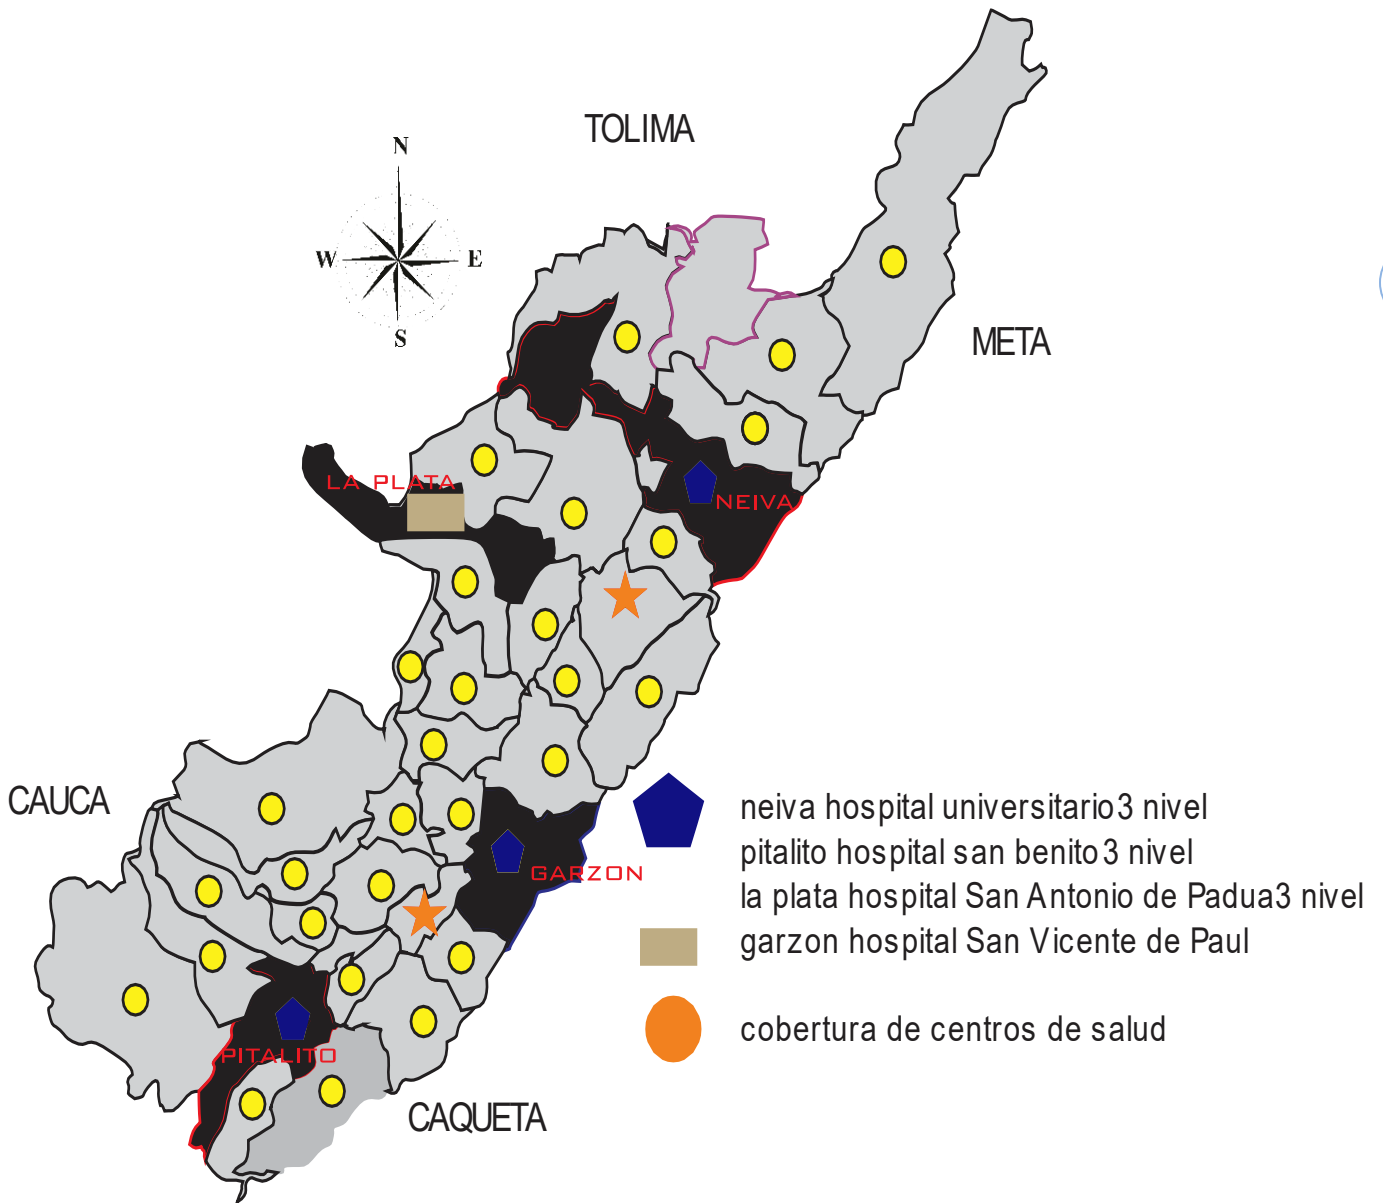 TOLIMA
N
W
E
S
META
LA PLATA
NEIVA
CAUCA
neiva hospital universitario3 nivel
pitalito hospital san benito3 nivel
GARZON
la plata hospital San Antonio de Padua3 nivel
garzon hospital San Vicente de Paul
cobertura de centros de salud
PITALITO
CAQUETA